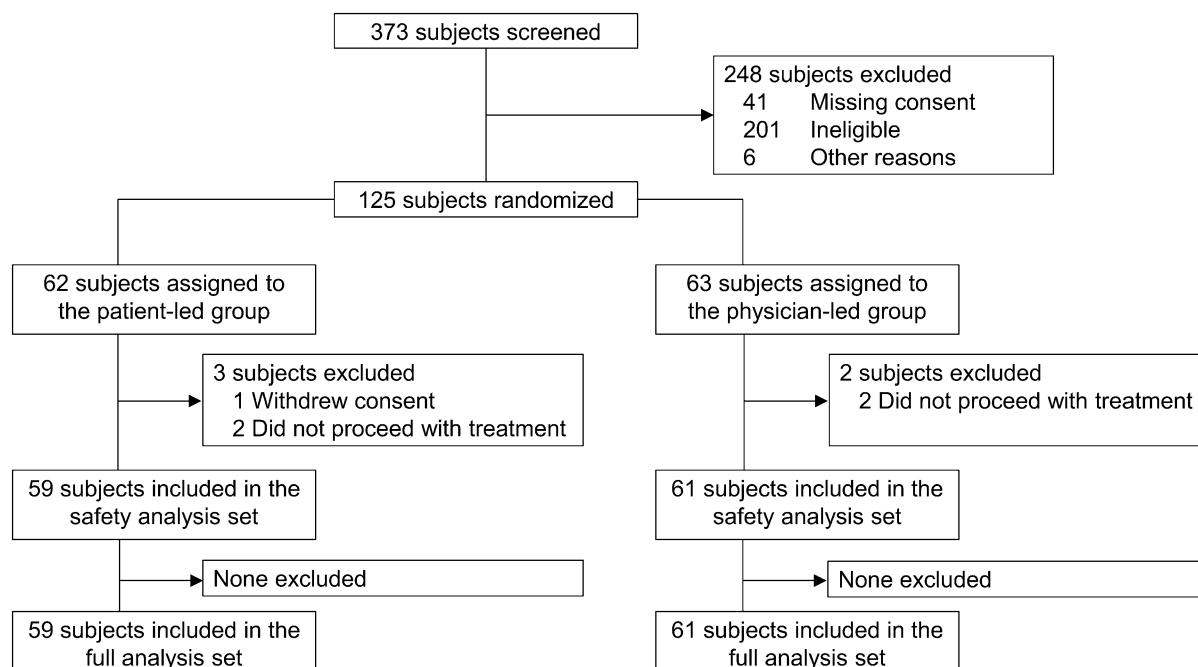 373 subjects screened
248 subjects excluded
41 Missing consent
201 Ineligible
6 Other reasons
125 subjects randomized
62 subjects assigned to
the patient-led group
63 subjects assigned to
the physician-led group
3 subjects excluded
1 Withdrew consent
2 Did not proceed with treatment
2 subjects excluded
2 Did not proceed with treatment
59 subjects included in the
safety analysis set
61 subjects included in the
safety analysis set
None excluded
None excluded
59 subjects included in the
full analysis set
61 subjects included in the
full analysis set